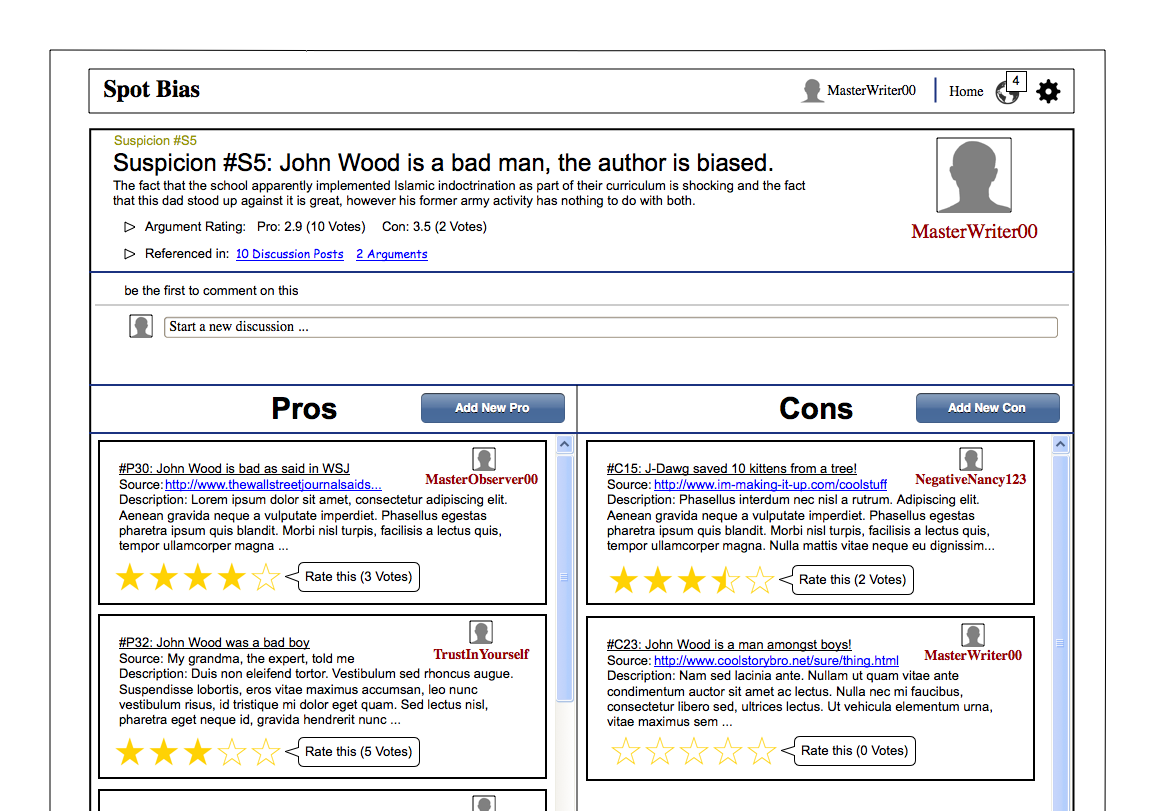 Spot Bias
MasterWriter00
Home
4
Suspicion #S5
Suspicion #S5: John Wood is a bad man, the author is biased.
The fact that the school apparently implemented Islamic indoctrination as part of their curriculum is shocking and the fact
that this dad stood up against it is great, however his former army activity has nothing to do with both.
MasterWriter00
Argument Rating: Pro: 2.9 (10 Votes) Con: 3.5 (2 Votes)
Referenced in: 10 Discussion Posts 2 Arguments
be the first to comment on this
Start a new discussion ...
Pros
Add New Pro
Cons
Add New Con
#P30: John Wood is bad as said in WSJ
MasterObserver00
Source: http://www.thewallstreetjournalsaids...
Description: Lorem ipsum dolor sit amet, consectetur adipiscing elit.
Aenean gravida neque a vulputate imperdiet. Phasellus egestas
pharetra ipsum quis blandit. Morbi nisl turpis, facilisis a lectus quis,
tempor ullamcorper magna ...
Rate this (3 Votes)
#P32: John Wood was a bad boy
TrustInYourself
Source: My grandma, the expert, told me
Description: Duis non eleifend tortor. Vestibulum sed rhoncus augue.
Suspendisse lobortis, eros vitae maximus accumsan, leo nunc
vestibulum risus, id tristique mi dolor eget quam. Sed lectus nisl,
pharetra eget neque id, gravida hendrerit nunc ...
Rate this (5 Votes)
#C15: J-Dawg saved 10 kittens from a tree!
NegativeNancy123
Source: http://www.im-making-it-up.com/coolstuff
Description: Phasellus interdum nec nisl a rutrum. Adipiscing elit.
Aenean gravida neque a vulputate imperdiet. Phasellus egestas
pharetra ipsum quis blandit. Morbi nisl turpis, facilisis a lectus quis,
tempor ullamcorper magna. Nulla mattis vitae neque eu dignissim...
Rate this (2 Votes)
#C23: John Wood is a man amongst boys!
MasterWriter00
Source: http://www.coolstorybro.net/sure/thing.html
Description: Nam sed lacinia ante. Nullam ut quam vitae ante
condimentum auctor sit amet ac lectus. Nulla nec mi faucibus,
consectetur libero sed, ultrices lectus. Ut vehicula elementum urna,
vitae maximus sem ...
Rate this (0 Votes)